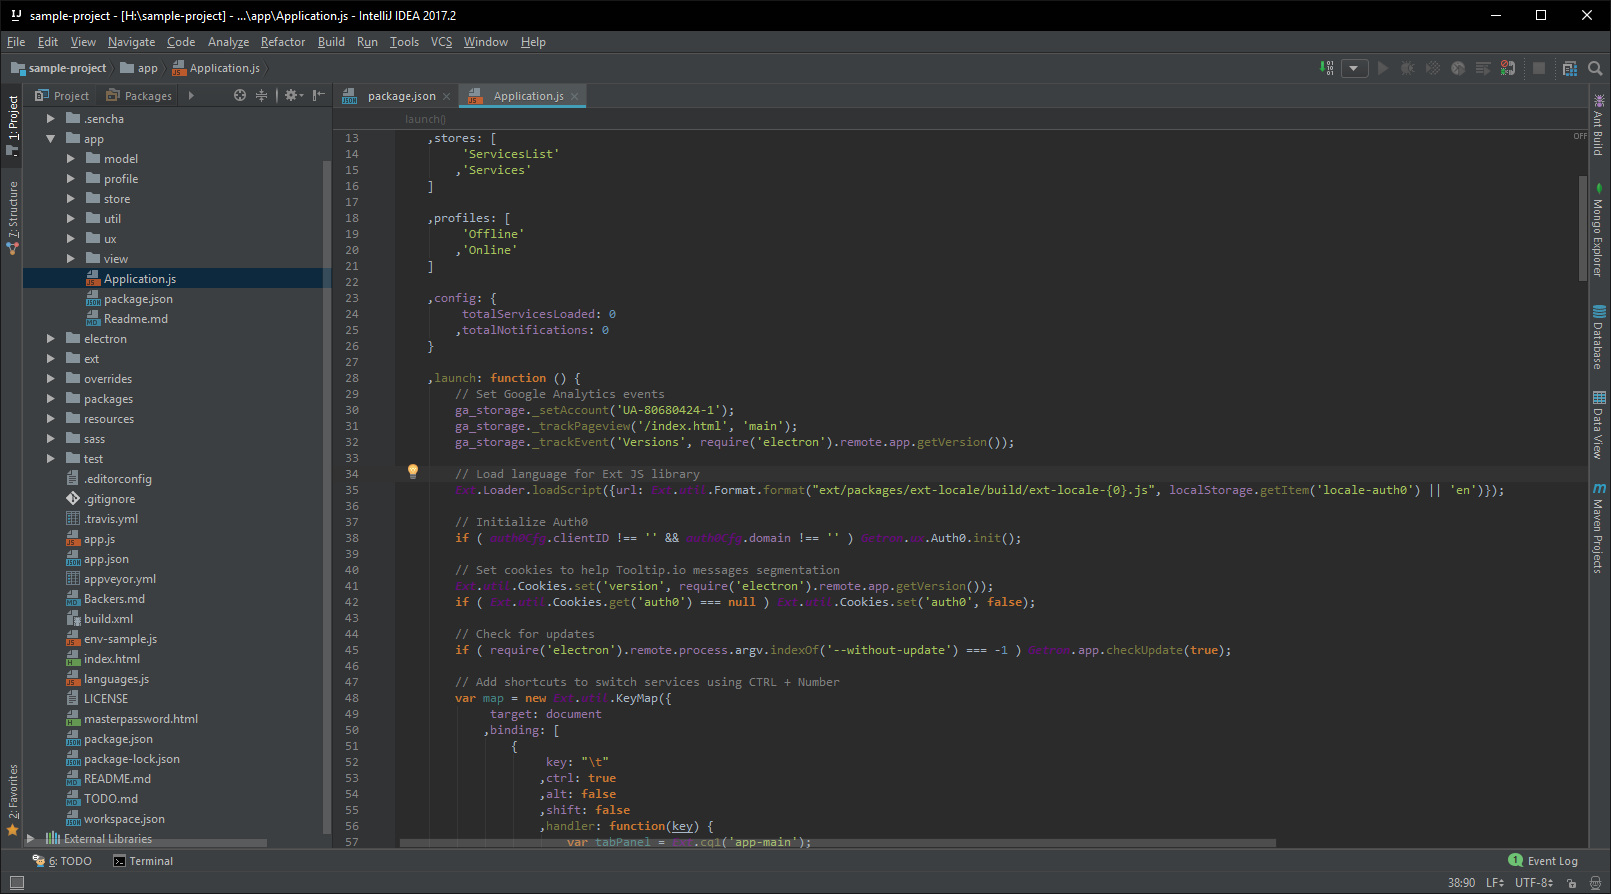 sample-project - [H:\sample-project] - ...\app\Application.js - IntelliJ IDEA 2017.2
File Edit View Navigate Code Analyze Refactor Build Run Tools VCS Window Help
sample-project app Application.js
Project Packages
package.json Application.js
launch()
1: Project
7: Structure
2: Favorites
.sencha
app
model
profile
store
util
ux
view
Application.js
package.json
Readme.md
electron
ext
overrides
packages
resources
sass
test
.editorconfig
.gitignore
.travis.yml
app.js
app.json
appveyor.yml
Backers.md
build.xml
env-sample.js
index.html
languages.js
LICENSE
masterpassword.html
package.json
package-lock.json
README.md
TODO.md
workspace.json
External Libraries
13 ,stores: [
14 'ServicesList'
15 ,'Services'
16 ]
17
18 ,profiles: [
19 'Offline'
20 ,'Online'
21 ]
22
23 ,config: {
24 totalServicesLoaded: 0
25 ,totalNotifications: 0
26 }
27
28 ,launch: function () {
29 // Set Google Analytics events
30 ga_storage._setAccount('UA-80680424-1');
31 ga_storage._trackPageview('/index.html', 'main');
32 ga_storage._trackEvent('Versions', require('electron').remote.app.getVersion());
33
34 // Load language for Ext JS library
35 Ext.Loader.loadScript({url: Ext.util.Format.format("ext/packages/ext-locale/build/ext-locale-{0}.js", localStorage.getItem('locale-auth0') || 'en')});
36
37 // Initialize Auth0
38 if ( auth0Cfg.clientID !== '' && auth0Cfg.domain !== '' ) Getron.ux.Auth0.init();
39
40 // Set cookies to help Tooltip.io messages segmentation
41 Ext.util.Cookies.set('version', require('electron').remote.app.getVersion());
42 if ( Ext.util.Cookies.get('auth0') === null ) Ext.util.Cookies.set('auth0', false);
43
44 // Check for updates
45 if ( require('electron').remote.process.argv.indexOf('--without-update') === -1 ) Getron.app.checkUpdate(true);
46
47 // Add shortcuts to switch services using CTRL + Number
48 var map = new Ext.util.KeyMap({
49 target: document
50 ,binding: [
51 {
52 key: "\t"
53 ,ctrl: true
54 ,alt: false
55 ,shift: false
56 ,handler: function(key) {
57 var tabPanel = Ext.cq1('app-main');
OFF
Ant Build
Mongo Explorer
Database
Data View
m
Maven Projects
6: TODO Terminal
1 Event Log
38:90 LF UTF-8